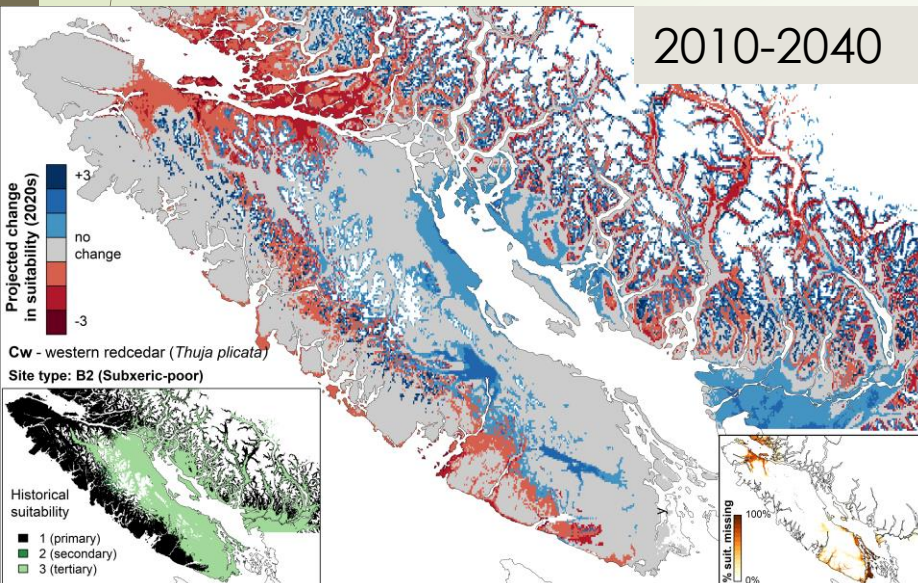 2010-2040
Projected change
in suitability (2020s)
+3
no
change
-3
Cw - western redcedar (Thuja plicata)
Site type: B2 (Subxeric-poor)
Historical
suitability
1 (primary)
2 (secondary)
3 (tertiary)
% suit. missing
100%
0%